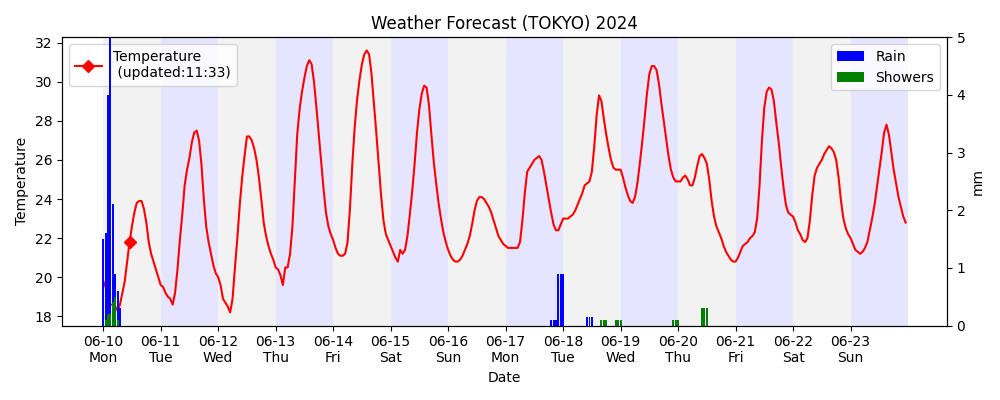 Weather Forecast (TOKYO) 2024
Temperature
(updated:11:33)
Rain
Showers
32
30
28
26
24
22
20
18
Temperature
5
4
3
2
1
0
mm
06-10 06-11 06-12 06-13 06-14 06-15 06-16 06-17 06-18 06-19 06-20 06-21 06-22 06-23
Mon Tue Wed Thu Fri Sat Sun Mon Tue Wed Thu Fri Sat Sun
Date